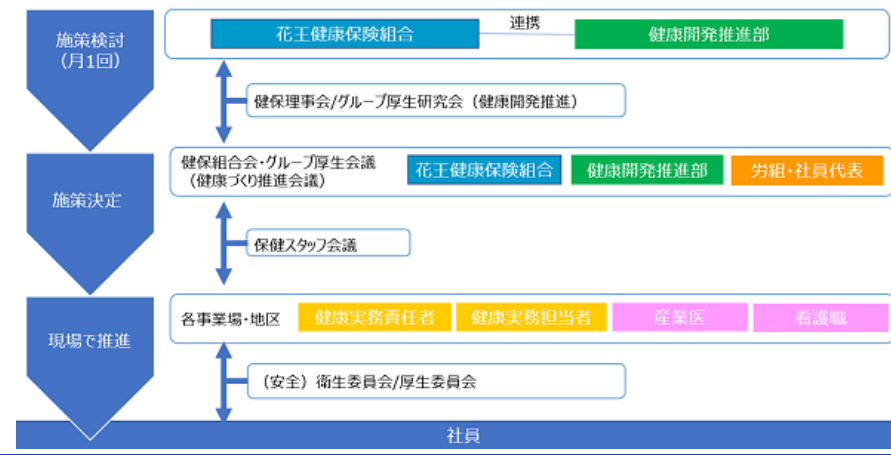 施策検討
(月1回)
花王健康保険組合
連携
健康開発推進部
健保理事会/グループ厚生研究会(健康開発推進)
施策決定
健保組合会・グループ厚生会議
(健康づくり推進会議)
花王健康保険組合
健康開発推進部
労組・社員代表
保健スタッフ会議
現場で推進
各事業場・地区
健康実務責任者
健康実務担当者
産業医
看護職
(安全)衛生委員会/厚生委員会
社員